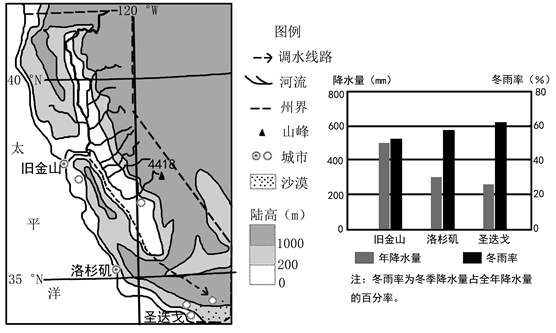 120 °W
40 °N
太
平
洋
旧金山
4418
洛杉矶
35 °N
圣迭戈
图例
调水线路
河流
州界
山峰
城市
沙漠
陆高 (m)
1000
200
0
降水量 (mm)
冬雨率 (%)
800
600
400
200
0
80
60
40
20
0
旧金山 洛杉矶 圣迭戈
年降水量 冬雨率
注：冬雨率为冬季降水量占全年降水量
的百分率。